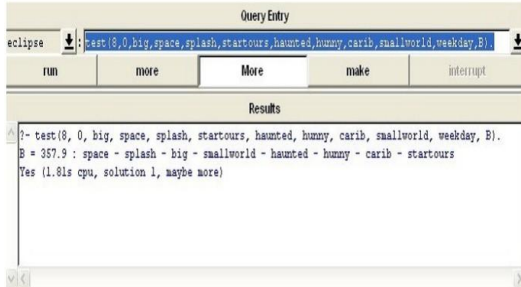 Query Entry
eclipse : test(8,0,big,space,splash,startours,haunted,hunny,carib,smallworld,weekday,B).
run more More make interrupt
Results
?- test(8, 0, big, space, splash, startours, haunted, hunny, carib, smallworld, weekday, B).
B = 357.9 : space - splash - big - smallworld - haunted - hunny - carib - startours
Yes (1.81s cpu, solution 1, maybe more)